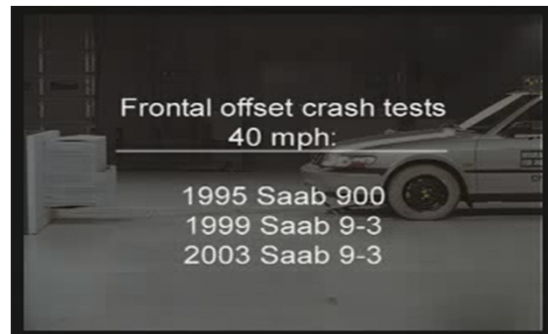 Frontal offset crash tests
40 mph:
1995 Saab 900
1999 Saab 9-3
2003 Saab 9-3